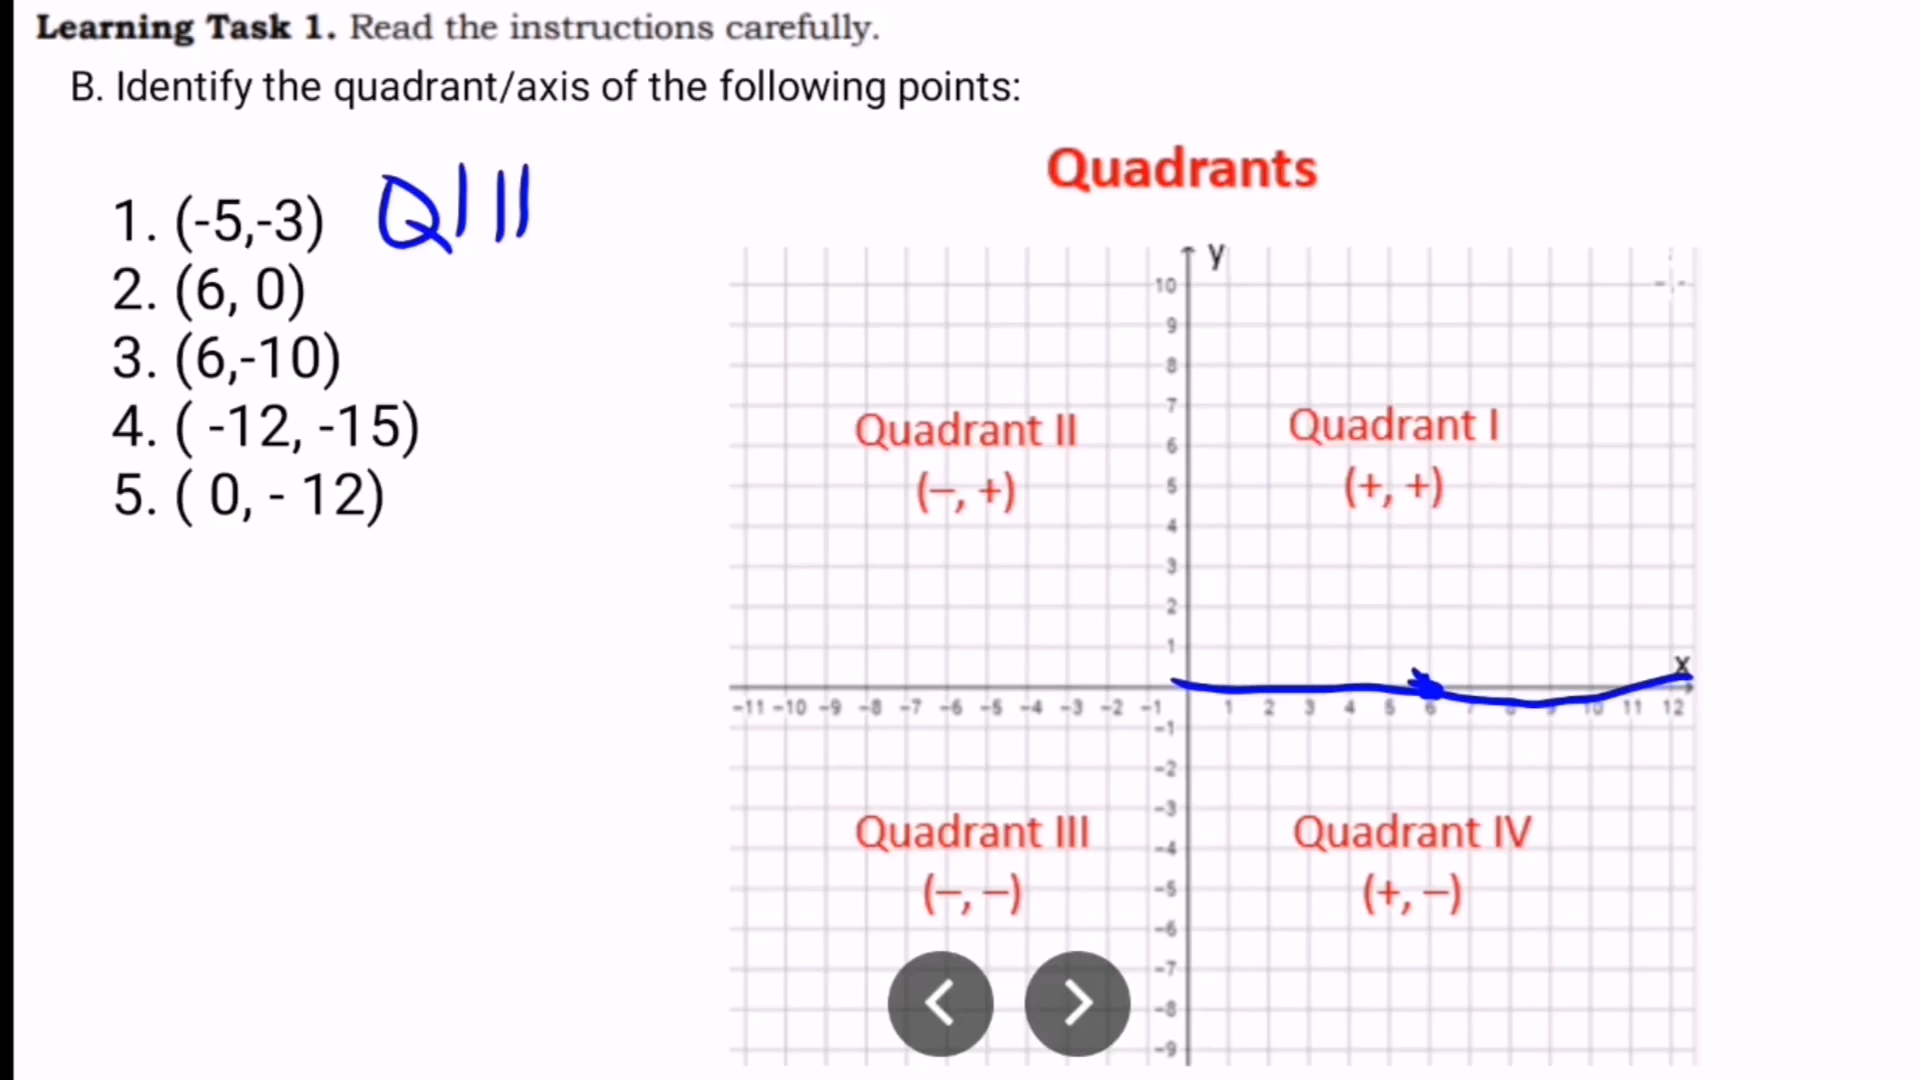 Learning Task 1. Read the instructions carefully.
B. Identify the quadrant/axis of the following points:
Quadrants
1. (-5,-3) QIII
2. (6, 0)
3. (6,-10)
4. ( -12, -15)
5. ( 0, - 12)
y
10
9
8
7
6
5
4
3
2
1
Quadrant II
(–, +)
Quadrant I
(+, +)
x
-11 -10 -9 -8 -7 -6 -5 -4 -3 -2 -1 1 2 3 4 5 6 10 11 12
-1
-2
-3
-4
-5
-6
-7
-8
-9
Quadrant III
(–, –)
Quadrant IV
(+, –)